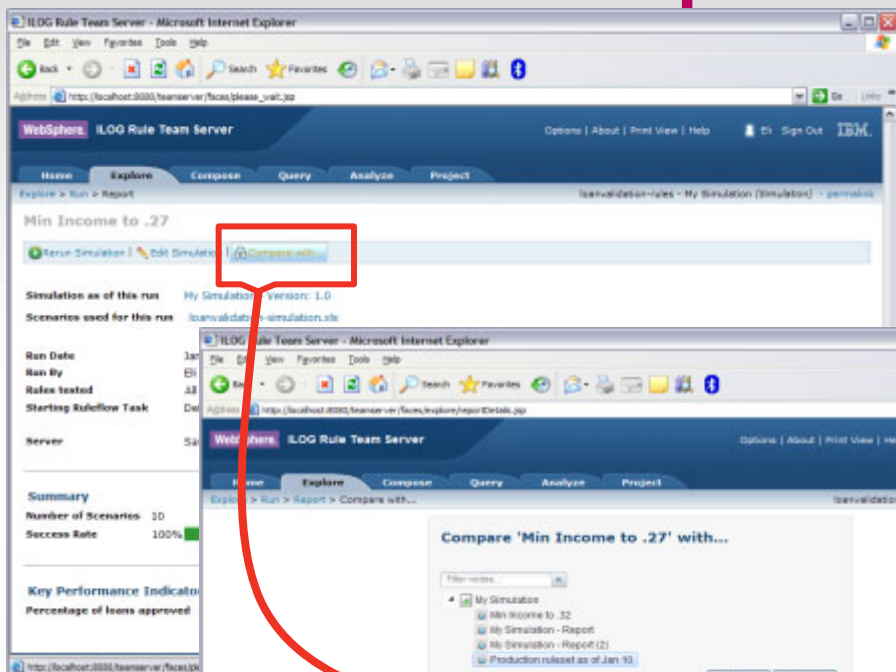 ILOG Rule Team Server - Microsoft Internet Explorer
File Edit View Favorites Tools Help
Back Search Favorites
Address http://localhost:8080/teamserver/faces/please_wait.jsp Go Links
WebSphere. ILOG Rule Team Server Options | About | Print View | Help Eli Sign Out IBM.
Home Explore Compose Query Analyze Project
Explore > Run > Report loanvalidation-rules - My Simulation (Simulation) - permalink
Min Income to .27
Rerun Simulation | Edit Simulation | Compare with...
Simulation as of this run My Simulation - Version: 1.0
Scenarios used for this run loanvalidation-simulation.xls
Run Date Jan
Run By Eli
Rules tested All
Starting Ruleflow Task
Server
Summary
Number of Scenarios 10
Success Rate 100%
Key Performance Indicato
Percentage of loans approved
ILOG Rule Team Server - Microsoft Internet Explorer
File Edit View Favorites Tools Help
Search Favorites
http://localhost:8080/teamserver/faces/explore/reportDetails.jsp
WebSphere. ILOG Rule Team Server Options | About | Print View | He
Home Explore Compose Query Analyze Project
Explore > Run > Report > Compare with... loanvalidatio
Compare 'Min Income to .27' with...
Filter nodes...
My Simulation
Min Income to .32
My Simulation - Report
My Simulation - Report (2)
Production ruleset as of Jan 10